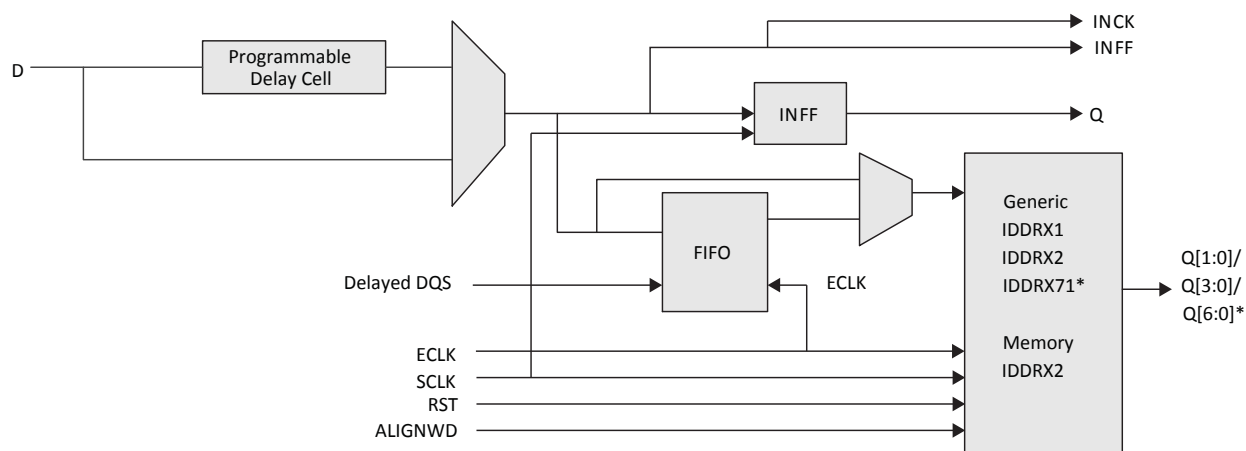 INCK
INFF
D
Programmable
Delay Cell
INFF
Q
Generic
IDDRX1
IDDRX2
IDDRX71*
Memory
IDDRX2
FIFO
Delayed DQS
ECLK
Q[1:0]/
Q[3:0]/
Q[6:0]*
ECLK
SCLK
RST
ALIGNWD